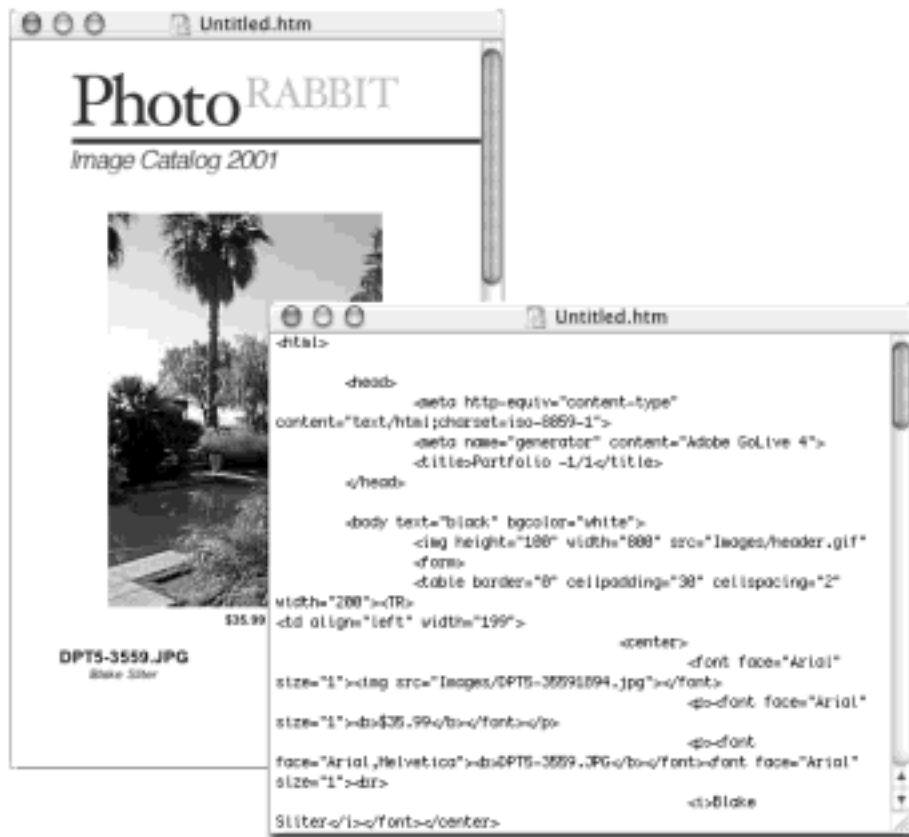 Untitled.htm
Photo RABBIT
Image Catalog 2001
$35.99
DPT5-3559.JPG
Blake Sliter
Untitled.htm
<html>
<head>
<meta http-equiv="content-type"
content="text/html;charset=iso-8859-1">
<meta name="generator" content="Adobe GoLive 4">
<title>Portfolio -1/1</title>
</head>
<body text="black" bgcolor="white">
<img height="100" width="800" src="Images/header.gif"
<form>
<table border="0" cellpadding="30" cellspacing="2"
width="200"><TR>
<td align="left" width="199">
<center>
<font face="Arial"
size="1"><img src="Images/DPT5-35591894.jpg"></font>
<p><font face="Arial"
size="1"><b>$35.99</b></font></p>
<p><font
face="Arial,Helvetica"><b>DPT5-3559.JPG</b></font><font face="Arial"
size="1"><br>
<i>Blake
Sliter</i></font></center>